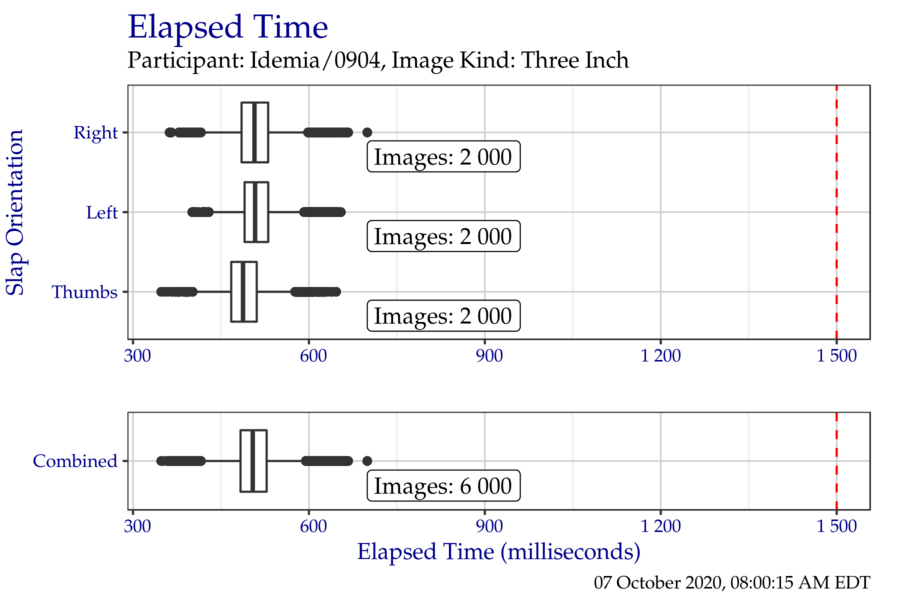 Elapsed Time
Participant: Idemia/0904, Image Kind: Three Inch
Slap Orientation
Right
Images: 2 000
Left
Images: 2 000
Thumbs
Images: 2 000
300 600 900 1 200 1 500
Combined
Images: 6 000
300 600 900 1 200 1 500
Elapsed Time (milliseconds)
07 October 2020, 08:00:15 AM EDT